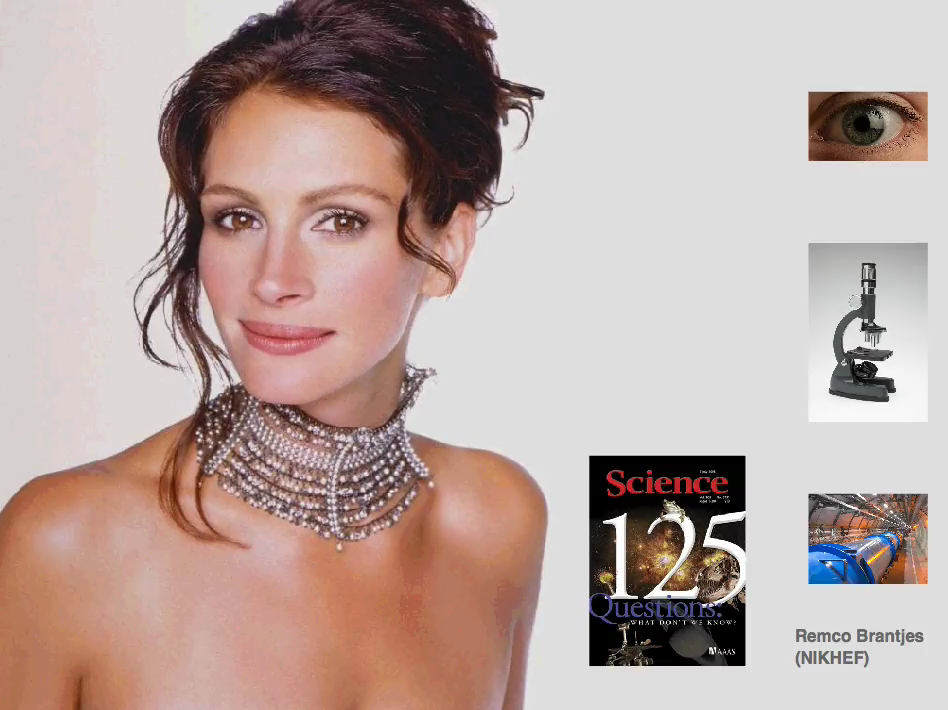 Science
125
Questions:
WHAT DON'T WE KNOW?
AAAS
Remco Brantjes
(NIKHEF)